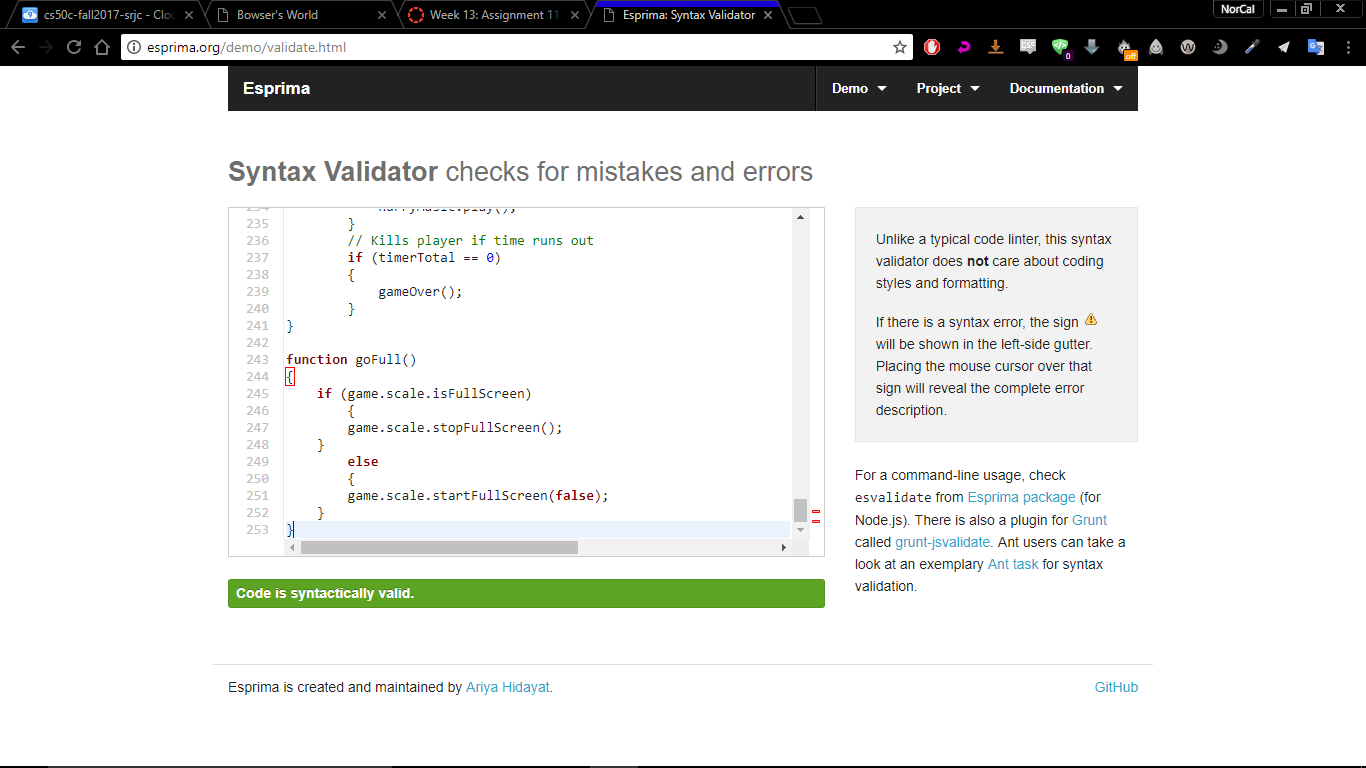 cs50c-fall2017-srjc - Clou
Bowser's World
Week 13: Assignment 11:
Esprima: Syntax Validator
NorCal
esprima.org/demo/validate.html
off
0
Esprima
Demo
Project
Documentation
Syntax Validator checks for mistakes and errors
234 hurryMusic.play();
235 }
236 // Kills player if time runs out
237 if (timerTotal == 0)
238 {
239 gameOver();
240 }
241 }
242
243 function goFull()
244 {
245 if (game.scale.isFullScreen)
246 {
247 game.scale.stopFullScreen();
248 }
249 else
250 {
251 game.scale.startFullScreen(false);
252 }
253 }
Code is syntactically valid.
Unlike a typical code linter, this syntax
validator does not care about coding
styles and formatting.
If there is a syntax error, the sign
will be shown in the left-side gutter.
Placing the mouse cursor over that
sign will reveal the complete error
description.
For a command-line usage, check
esvalidate from Esprima package (for
Node.js). There is also a plugin for Grunt
called grunt-jsvalidate. Ant users can take a
look at an exemplary Ant task for syntax
validation.
Esprima is created and maintained by Ariya Hidayat.
GitHub